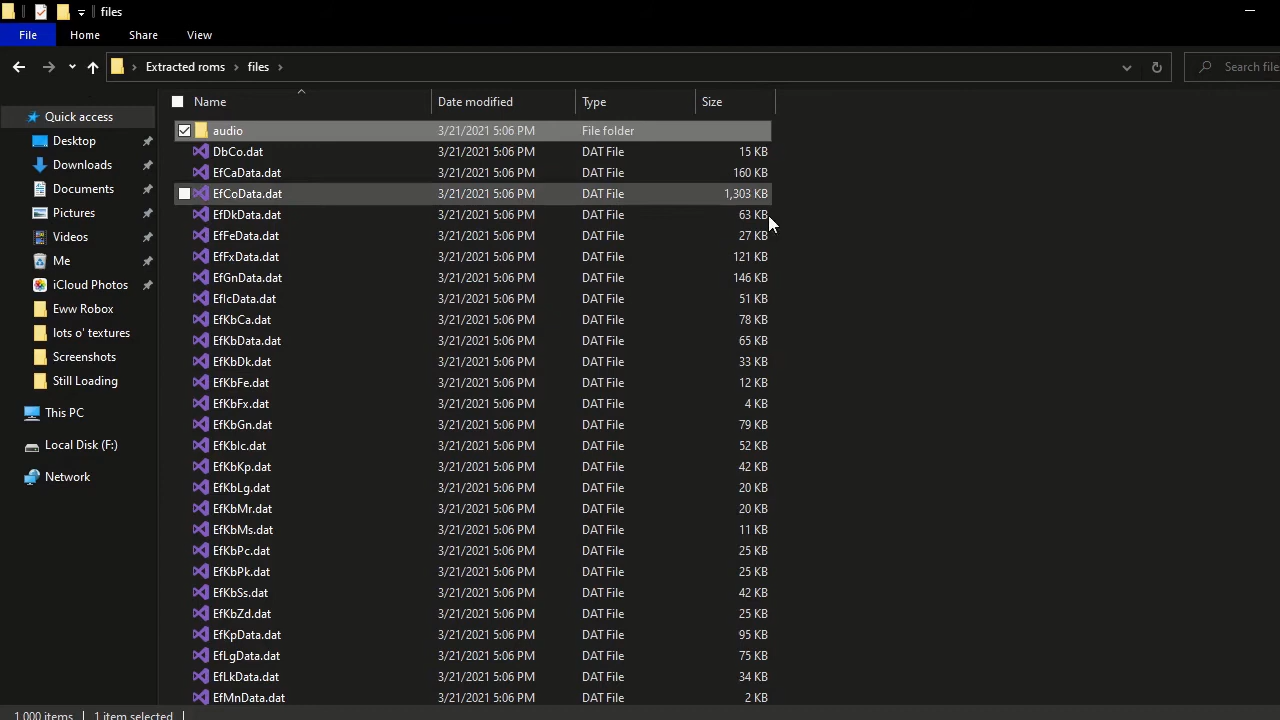 files
File Home Share View
Extracted roms files Search file
Name Date modified Type Size
Quick access
Desktop
Downloads
Documents
Pictures
Videos
Me
iCloud Photos
Eww Robox
lots o' textures
Screenshots
Still Loading
This PC
Local Disk (F:)
Network
audio 3/21/2021 5:06 PM File folder
DbCo.dat 3/21/2021 5:06 PM DAT File 15 KB
EfCaData.dat 3/21/2021 5:06 PM DAT File 160 KB
EfCoData.dat 3/21/2021 5:06 PM DAT File 1,303 KB
EfDkData.dat 3/21/2021 5:06 PM DAT File 63 KB
EfFeData.dat 3/21/2021 5:06 PM DAT File 27 KB
EfFxData.dat 3/21/2021 5:06 PM DAT File 121 KB
EfGnData.dat 3/21/2021 5:06 PM DAT File 146 KB
EfIcData.dat 3/21/2021 5:06 PM DAT File 51 KB
EfKbCa.dat 3/21/2021 5:06 PM DAT File 78 KB
EfKbData.dat 3/21/2021 5:06 PM DAT File 65 KB
EfKbDk.dat 3/21/2021 5:06 PM DAT File 33 KB
EfKbFe.dat 3/21/2021 5:06 PM DAT File 12 KB
EfKbFx.dat 3/21/2021 5:06 PM DAT File 4 KB
EfKbGn.dat 3/21/2021 5:06 PM DAT File 79 KB
EfKbIc.dat 3/21/2021 5:06 PM DAT File 52 KB
EfKbKp.dat 3/21/2021 5:06 PM DAT File 42 KB
EfKbLg.dat 3/21/2021 5:06 PM DAT File 20 KB
EfKbMr.dat 3/21/2021 5:06 PM DAT File 20 KB
EfKbMs.dat 3/21/2021 5:06 PM DAT File 11 KB
EfKbPc.dat 3/21/2021 5:06 PM DAT File 25 KB
EfKbPk.dat 3/21/2021 5:06 PM DAT File 25 KB
EfKbSs.dat 3/21/2021 5:06 PM DAT File 42 KB
EfKbZd.dat 3/21/2021 5:06 PM DAT File 25 KB
EfKpData.dat 3/21/2021 5:06 PM DAT File 95 KB
EfLgData.dat 3/21/2021 5:06 PM DAT File 75 KB
EfLkData.dat 3/21/2021 5:06 PM DAT File 34 KB
EfMnData.dat 3/21/2021 5:06 PM DAT File 2 KB
1,000 items 1 item selected